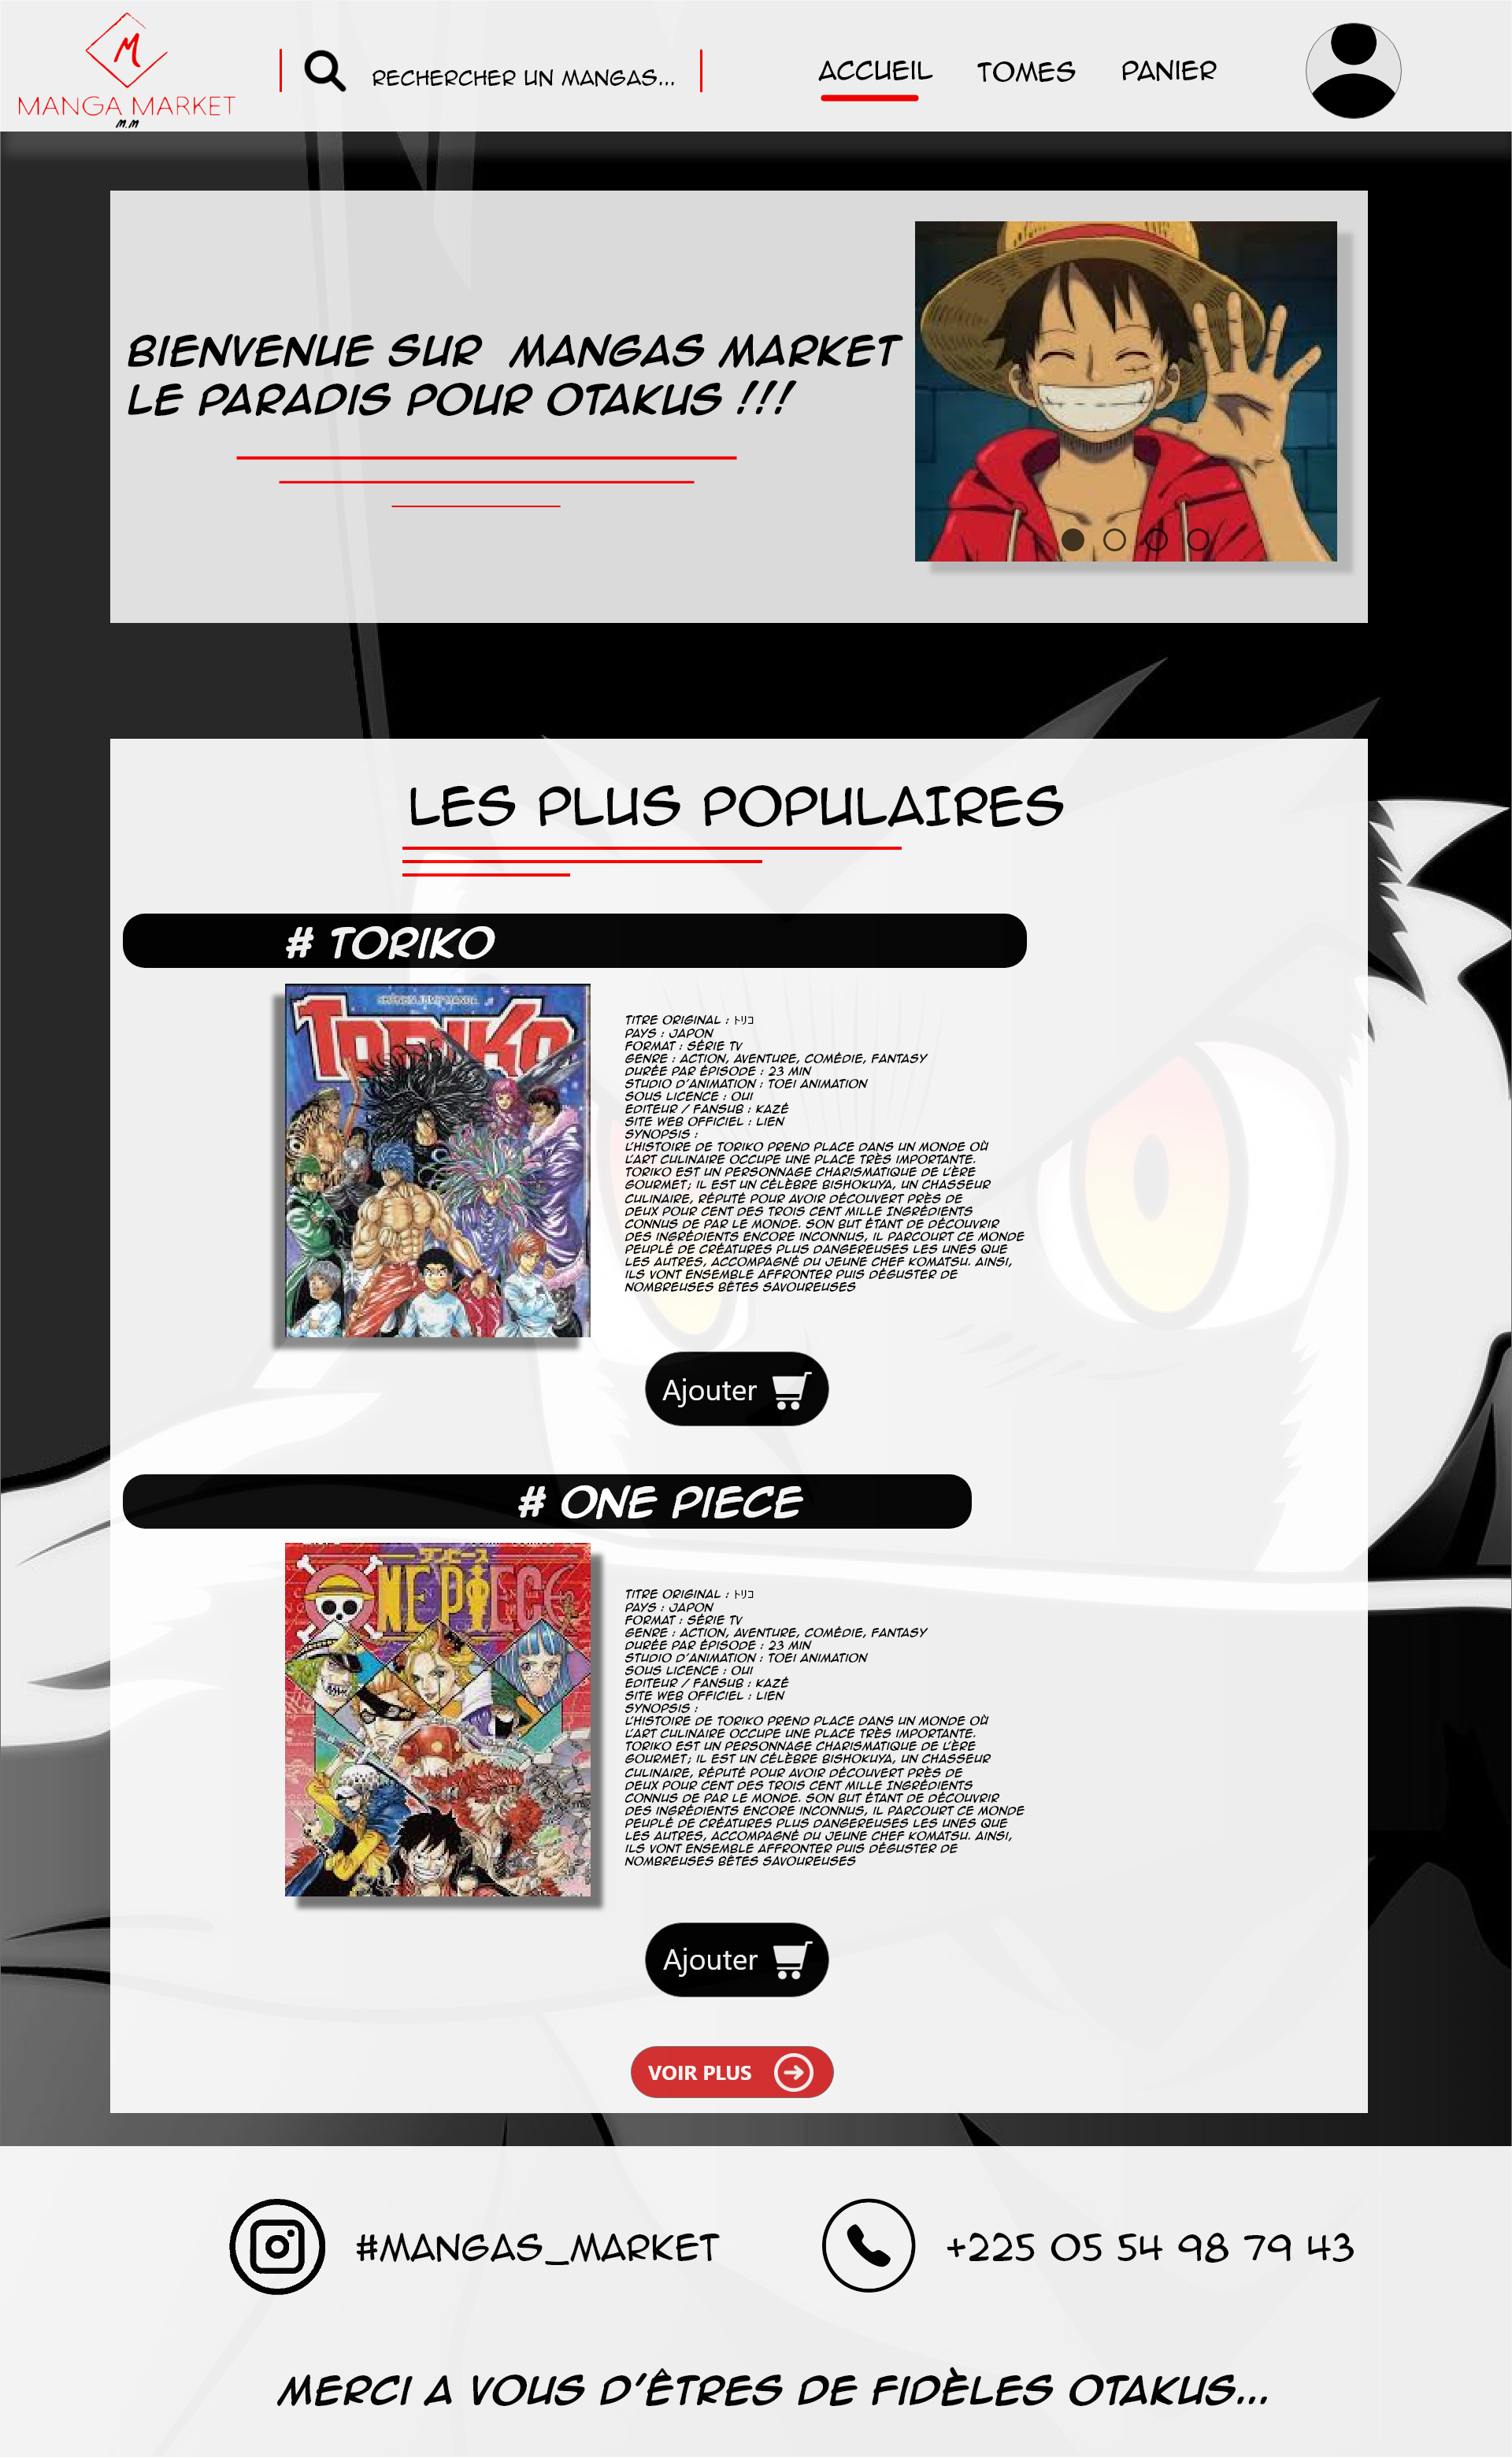 M
MANGA MARKET
M.M
RECHERCHER UN MANGAS...
ACCUEIL
TOMES
PANIER
BIENVENUE SUR MANGAS MARKET
LE PARADIS POUR OTAKUS !!!
LES PLUS POPULAIRES
# TORIKO
SHONEN JUMP MANGA
TORIKO
TITRE ORIGINAL : トリコ
PAYS : JAPON
FORMAT : SÉRIE TV
GENRE : ACTION, AVENTURE, COMÉDIE, FANTASY
DURÉE PAR ÉPISODE : 23 MIN
STUDIO D'ANIMATION : TOEI ANIMATION
SOUS LICENCE : OUI
EDITEUR / FANSUB : KAZÉ
SITE WEB OFFICIEL : LIEN
SYNOPSIS :
L'HISTOIRE DE TORIKO PREND PLACE DANS UN MONDE OÙ
L'ART CULINAIRE OCCUPE UNE PLACE TRÈS IMPORTANTE.
TORIKO EST UN PERSONNAGE CHARISMATIQUE DE L'ÈRE
GOURMET; IL EST UN CÉLÈBRE BISHOKUYA, UN CHASSEUR
CULINAIRE, RÉPUTÉ POUR AVOIR DÉCOUVERT PRÈS DE
DEUX POUR CENT DES TROIS CENT MILLE INGRÉDIENTS
CONNUS DE PAR LE MONDE. SON BUT ÉTANT DE DÉCOUVRIR
DES INGRÉDIENTS ENCORE INCONNUS, IL PARCOURT CE MONDE
PEUPLÉ DE CRÉATURES PLUS DANGEREUSES LES UNES QUE
LES AUTRES, ACCOMPAGNÉ DU JEUNE CHEF KOMATSU. AINSI,
ILS VONT ENSEMBLE AFFRONTER PUIS DÉGUSTER DE
NOMBREUSES BÊTES SAVOUREUSES
Ajouter
# ONE PIECE
ワンピース
ONE PIECE
TITRE ORIGINAL : トリコ
PAYS : JAPON
FORMAT : SÉRIE TV
GENRE : ACTION, AVENTURE, COMÉDIE, FANTASY
DURÉE PAR ÉPISODE : 23 MIN
STUDIO D'ANIMATION : TOEI ANIMATION
SOUS LICENCE : OUI
EDITEUR / FANSUB : KAZÉ
SITE WEB OFFICIEL : LIEN
SYNOPSIS :
L'HISTOIRE DE TORIKO PREND PLACE DANS UN MONDE OÙ
L'ART CULINAIRE OCCUPE UNE PLACE TRÈS IMPORTANTE.
TORIKO EST UN PERSONNAGE CHARISMATIQUE DE L'ÈRE
GOURMET; IL EST UN CÉLÈBRE BISHOKUYA, UN CHASSEUR
CULINAIRE, RÉPUTÉ POUR AVOIR DÉCOUVERT PRÈS DE
DEUX POUR CENT DES TROIS CENT MILLE INGRÉDIENTS
CONNUS DE PAR LE MONDE. SON BUT ÉTANT DE DÉCOUVRIR
DES INGRÉDIENTS ENCORE INCONNUS, IL PARCOURT CE MONDE
PEUPLÉ DE CRÉATURES PLUS DANGEREUSES LES UNES QUE
LES AUTRES, ACCOMPAGNÉ DU JEUNE CHEF KOMATSU. AINSI,
ILS VONT ENSEMBLE AFFRONTER PUIS DÉGUSTER DE
NOMBREUSES BÊTES SAVOUREUSES
Ajouter
VOIR PLUS
#MANGAS_MARKET
+225 05 54 98 79 43
MERCI A VOUS D'ÊTRES DE FIDÈLES OTAKUS...